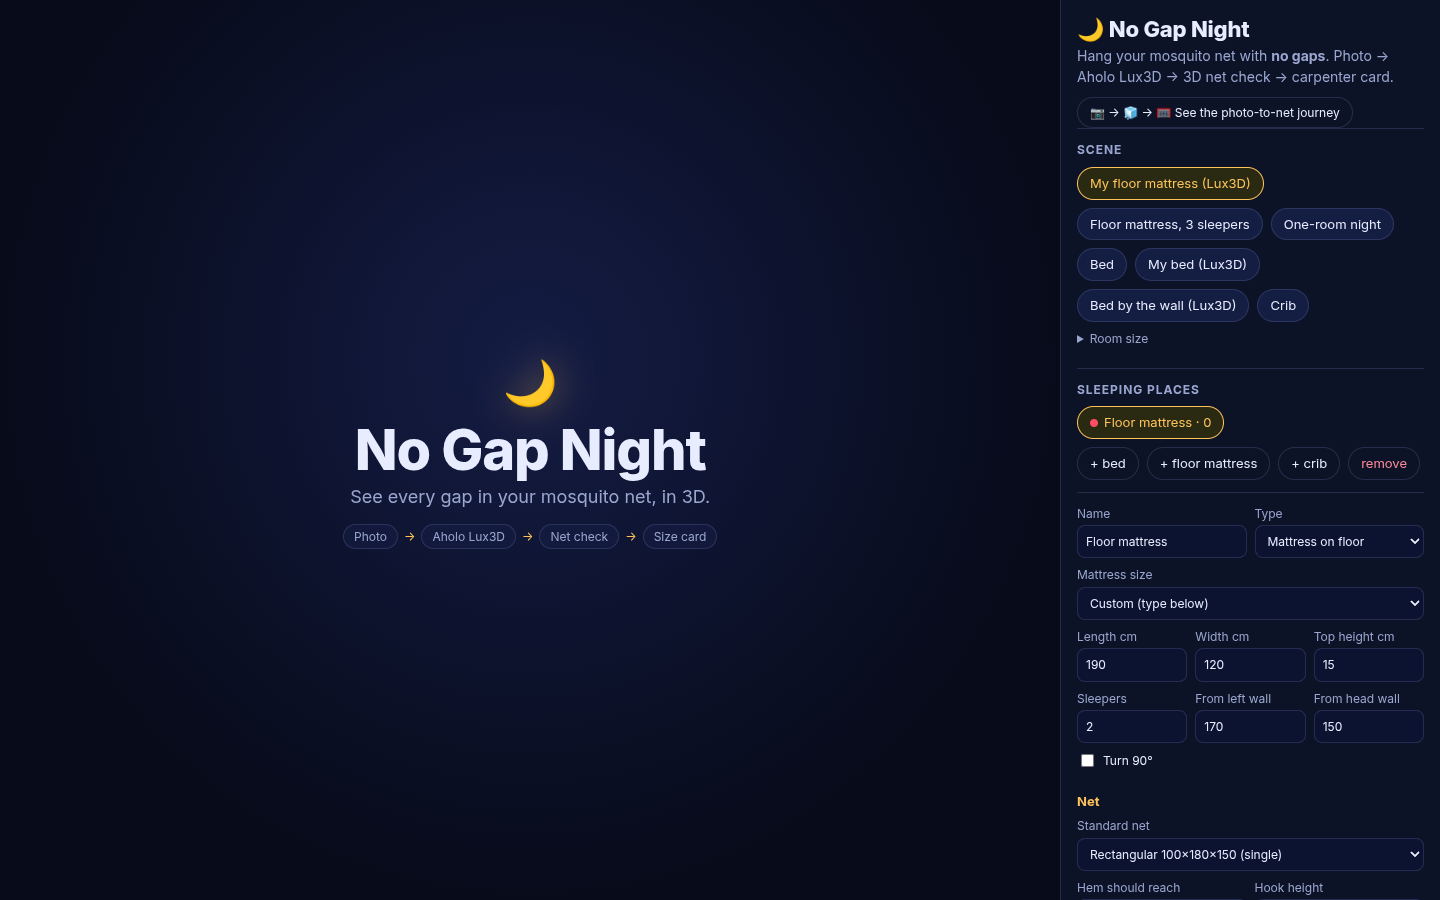 No Gap Night
See every gap in your mosquito net, in 3D.
Photo → Aholo Lux3D → Net check → Size card
🌙 No Gap Night
Hang your mosquito net with no gaps. Photo →
Aholo Lux3D → 3D net check → carpenter card.
📷 → 🧊 → 🥅 See the photo-to-net journey
SCENE
My floor mattress (Lux3D)
Floor mattress, 3 sleepers
One-room night
Bed
My bed (Lux3D)
Bed by the wall (Lux3D)
Crib
▶ Room size
SLEEPING PLACES
Floor mattress · 0
+ bed
+ floor mattress
+ crib
remove
Name
Type
Floor mattress
Mattress on floor
Mattress size
Custom (type below)
Length cm
Width cm
Top height cm
190
120
15
Sleepers
From left wall
From head wall
2
170
150
Turn 90°
Net
Standard net
Rectangular 100×180×150 (single)
Hem should reach
Hook height